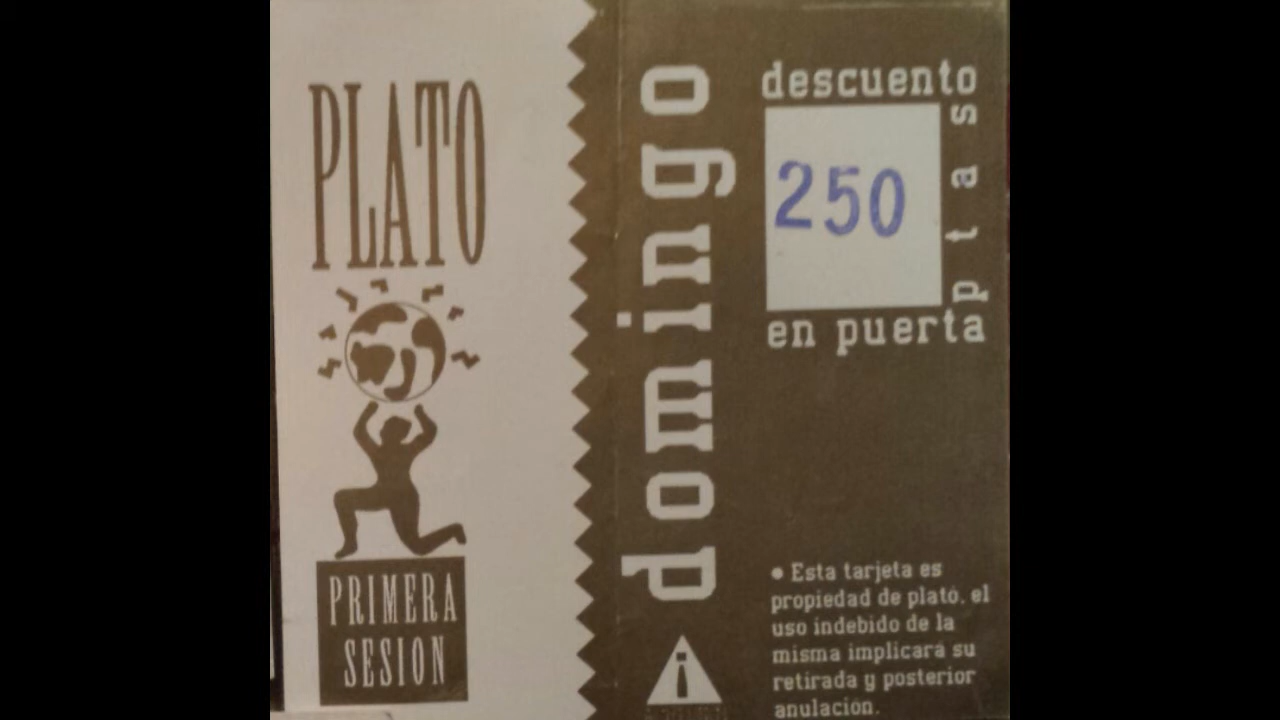 PLATO
PRIMERA
SESION
domingo
descuento
250
ptas
en puerta
● Esta tarjeta es
propiedad de plató. el
uso indebido de la
misma implicará su
retirada y posterior
anulación.
i